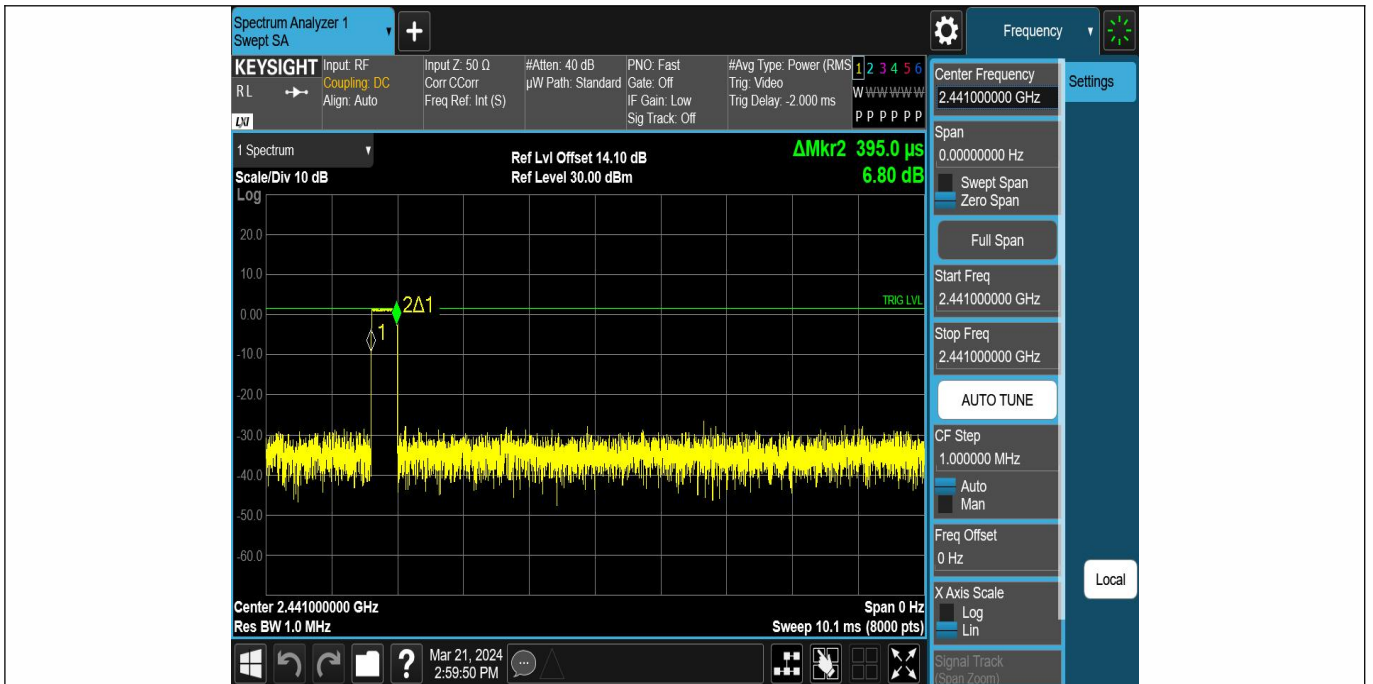 Spectrum Analyzer 1
Swept SA
Frequency
KEYSIGHT
RL
LXI
Input: RF
Coupling: DC
Align: Auto
Input Z: 50 Ω
Corr CCorr
Freq Ref: Int (S)
#Atten: 40 dB
µW Path: Standard
PNO: Fast
Gate: Off
IF Gain: Low
Sig Track: Off
#Avg Type: Power (RMS
Trig: Video
Trig Delay: -2.000 ms
1 2 3 4 5 6
W W W W W W
P P P P P P
1 Spectrum
Scale/Div 10 dB
Log
Ref Lvl Offset 14.10 dB
Ref Level 30.00 dBm
ΔMkr2 395.0 µs
6.80 dB
20.0
10.0
0.00
-10.0
-20.0
-30.0
-40.0
-50.0
-60.0
2Δ1
1
TRIG LVL
Center 2.441000000 GHz
Res BW 1.0 MHz
Span 0 Hz
Sweep 10.1 ms (8000 pts)
Center Frequency
2.441000000 GHz
Settings
Span
0.00000000 Hz
Swept Span
Zero Span
Full Span
Start Freq
2.441000000 GHz
Stop Freq
2.441000000 GHz
AUTO TUNE
CF Step
1.000000 MHz
Auto
Man
Freq Offset
0 Hz
X Axis Scale
Log
Lin
Signal Track
(Span Zoom)
Local
?
Mar 21, 2024
2:59:50 PM